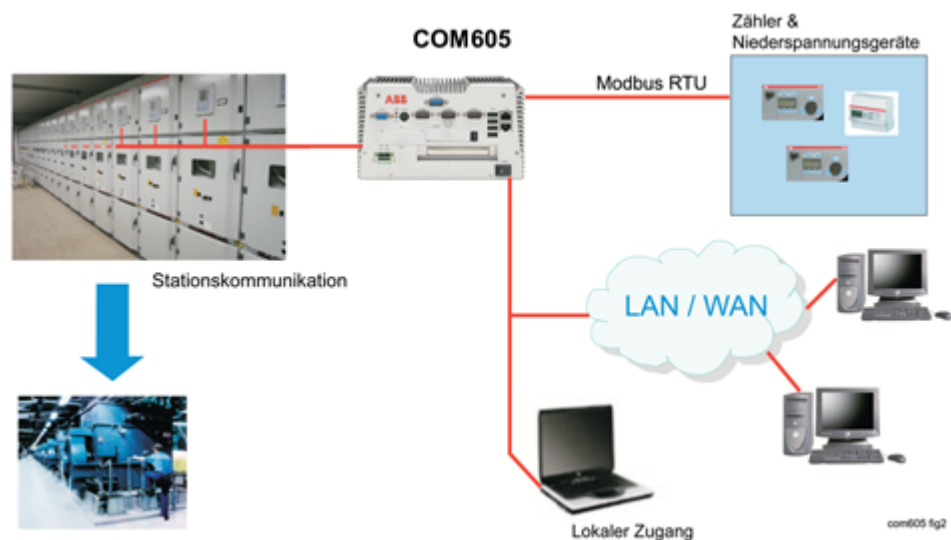 COM605
Zähler &
Niederspannungsgeräte
ABB
Modbus RTU
Stationskommunikation
LAN / WAN
Lokaler Zugang
com605 fig2